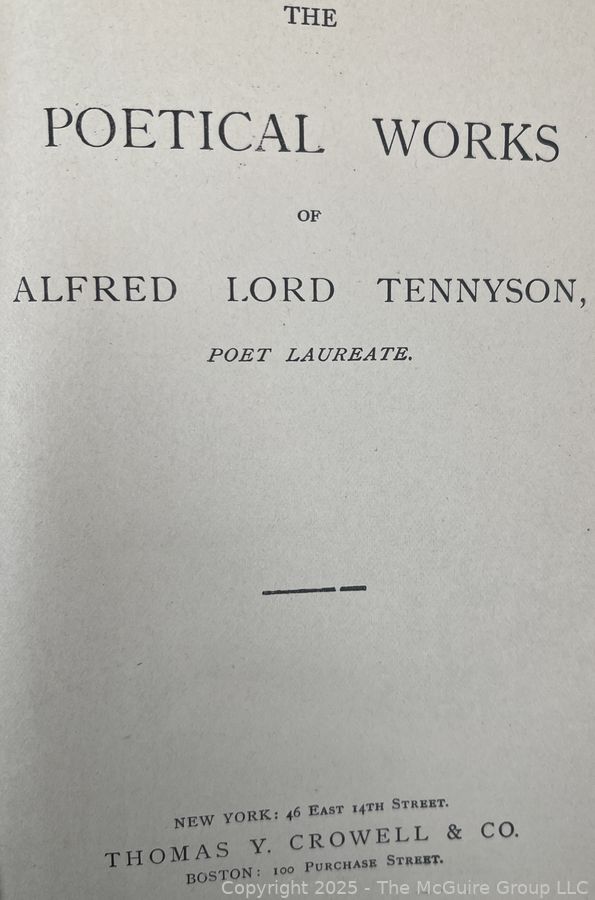 THE
POETICAL WORKS
OF
ALFRED LORD TENNYSON,
POET LAUREATE.
NEW YORK: 46 EAST 14TH STREET.
THOMAS Y. CROWELL & CO.
BOSTON: 100 PURCHASE STREET.
Copyright 2025 - The McGuire Group LLC